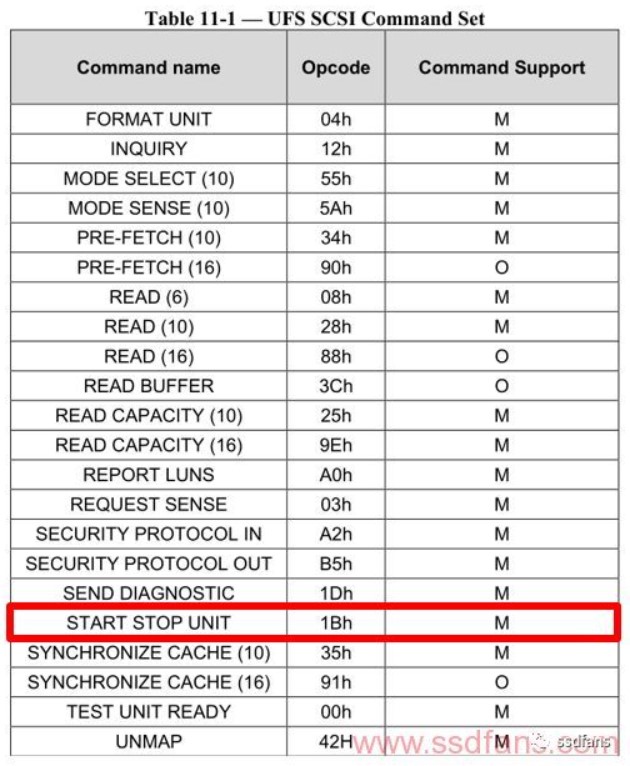 Table 11-1 — UFS SCSI Command Set
Command name Opcode Command Support
FORMAT UNIT 04h M
INQUIRY 12h M
MODE SELECT (10) 55h M
MODE SENSE (10) 5Ah M
PRE-FETCH (10) 34h M
PRE-FETCH (16) 90h O
READ (6) 08h M
READ (10) 28h M
READ (16) 88h O
READ BUFFER 3Ch O
READ CAPACITY (10) 25h M
READ CAPACITY (16) 9Eh M
REPORT LUNS A0h M
REQUEST SENSE 03h M
SECURITY PROTOCOL IN A2h M
SECURITY PROTOCOL OUT B5h M
SEND DIAGNOSTIC 1Dh M
START STOP UNIT 1Bh M
SYNCHRONIZE CACHE (10) 35h M
SYNCHRONIZE CACHE (16) 91h O
TEST UNIT READY 00h M
UNMAP 42H M
www.ssdfans.com
ssdfans